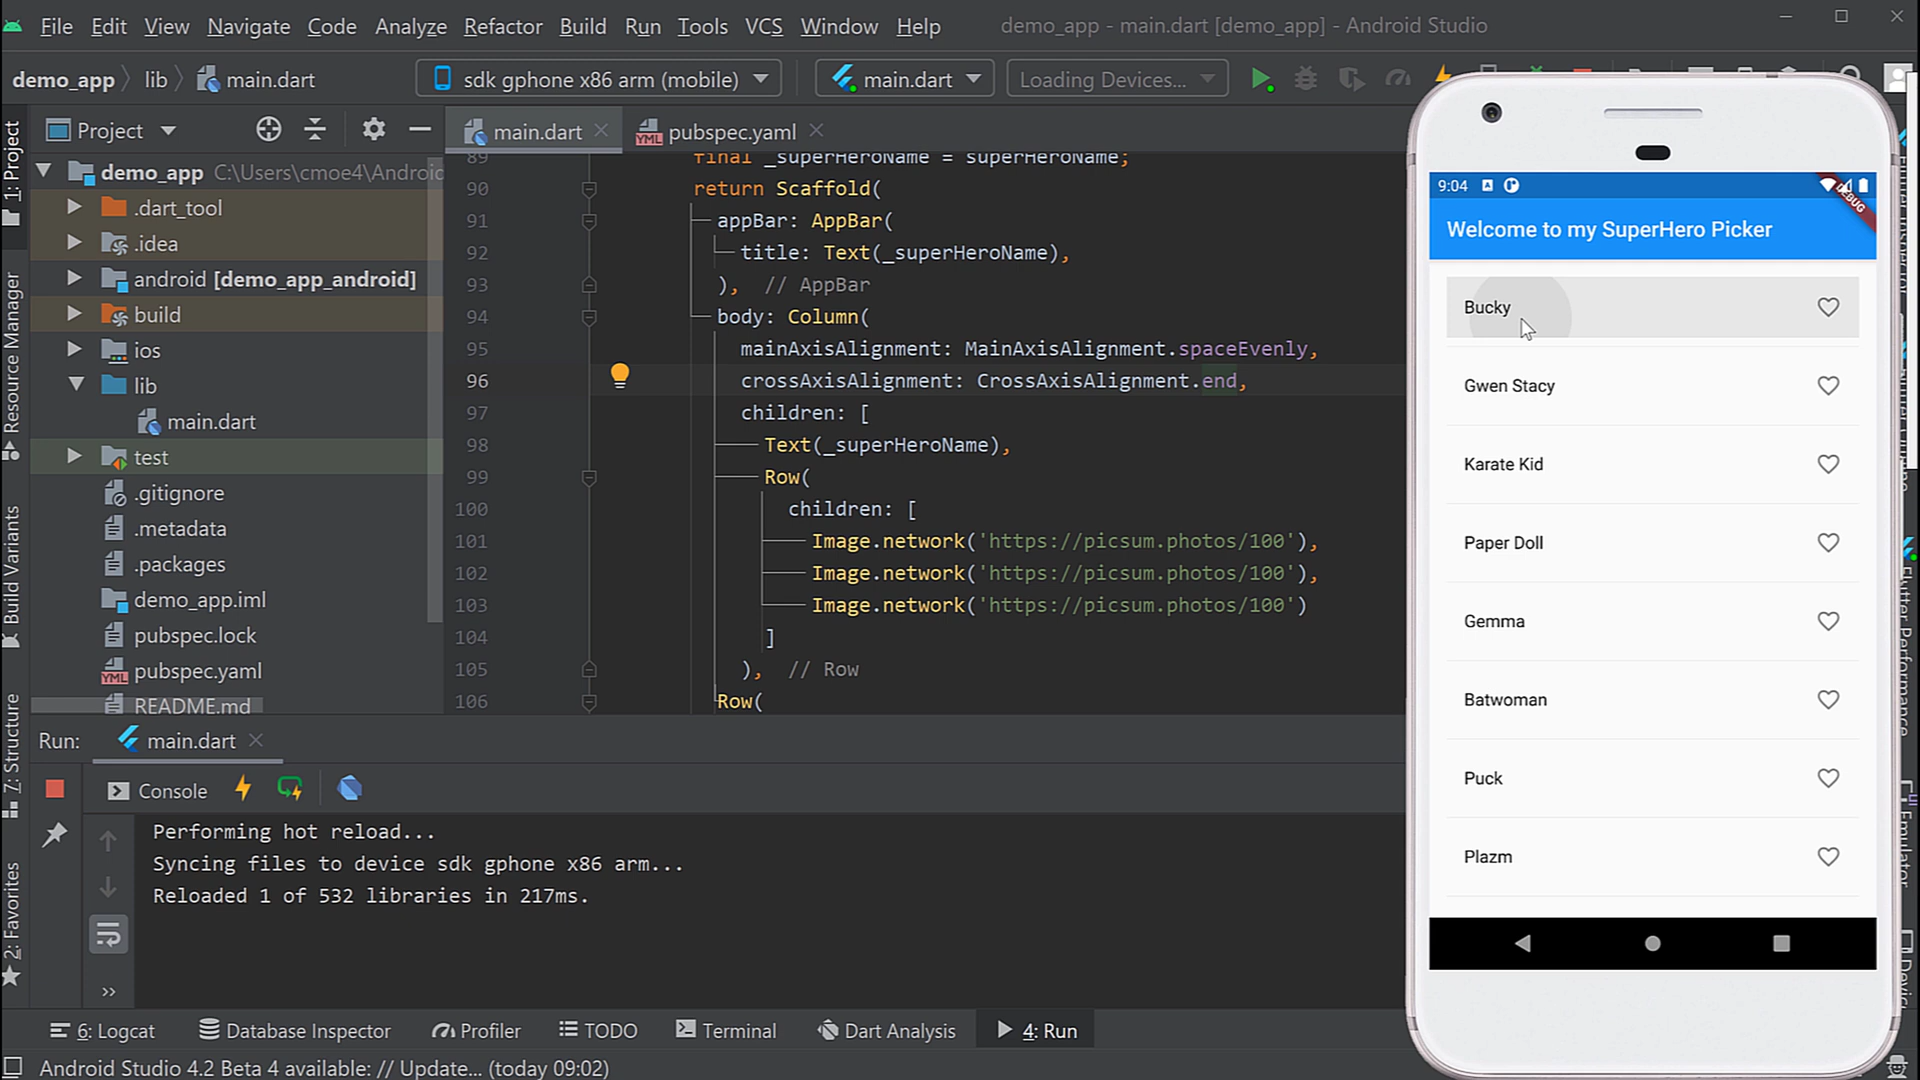 File Edit View Navigate Code Analyze Refactor Build Run Tools VCS Window Help demo_app - main.dart [demo_app] - Android Studio
demo_app lib main.dart sdk gphone x86 arm (mobile) main.dart Loading Devices...
1: Project
Resource Manager
Build Variants
7: Structure
2: Favorites
Project
demo_app C:\Users\cmoe4\Android
.dart_tool
.idea
android [demo_app_android]
build
ios
lib
main.dart
test
.gitignore
.metadata
.packages
demo_app.iml
pubspec.lock
pubspec.yaml
README.md
main.dart pubspec.yaml
89 final _superHeroName = superHeroName;
90 return Scaffold(
91 appBar: AppBar(
92 title: Text(_superHeroName),
93 ), // AppBar
94 body: Column(
95 mainAxisAlignment: MainAxisAlignment.spaceEvenly,
96 crossAxisAlignment: CrossAxisAlignment.end,
97 children: [
98 Text(_superHeroName),
99 Row(
100 children: [
101 Image.network('https://picsum.photos/100'),
102 Image.network('https://picsum.photos/100'),
103 Image.network('https://picsum.photos/100')
104 ]
105 ), // Row
106 Row(
Run: main.dart
Console
Performing hot reload...
Syncing files to device sdk gphone x86 arm...
Reloaded 1 of 532 libraries in 217ms.
6: Logcat Database Inspector Profiler TODO Terminal Dart Analysis 4: Run
Android Studio 4.2 Beta 4 available: // Update... (today 09:02)
9:04
DEBUG
Welcome to my SuperHero Picker
Bucky
Gwen Stacy
Karate Kid
Paper Doll
Gemma
Batwoman
Puck
Plazm
Emulator